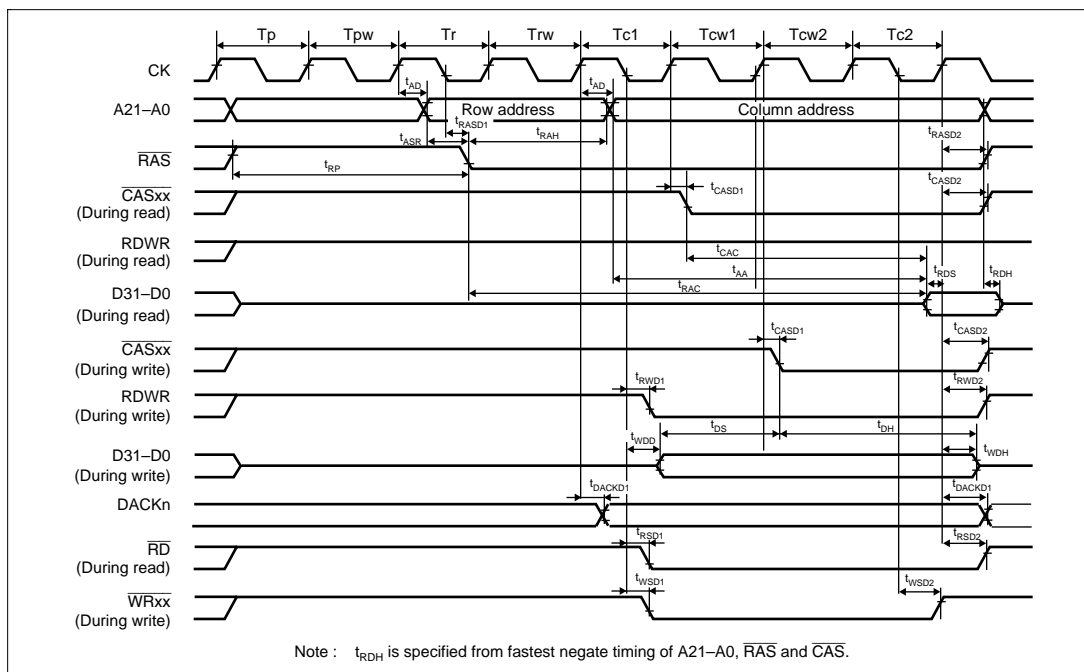 Tp Tpw Tr Trw Tc1 Tcw1 Tcw2 Tc2
CK
tAD tAD
A21–A0 Row address Column address
tRASD1 tRASD2
tASR tRAH
RAS tRP
CASxx tCASD1 tCASD2
(During read)
RDWR tCAC
(During read) tAA tRDS tRDH
D31–D0 tRAC
(During read)
CASxx tCASD1 tCASD2
(During write)
RDWR tRWD1 tRWD2
(During write)
tDS tDH
D31–D0 tWDD tWDH
(During write)
DACKn tDACKD1 tDACKD1
RD tRSD1 tRSD2
(During read)
WRxx tWSD1 tWSD2
(During write)
Note : tRDH is specified from fastest negate timing of A21–A0, RAS and CAS.